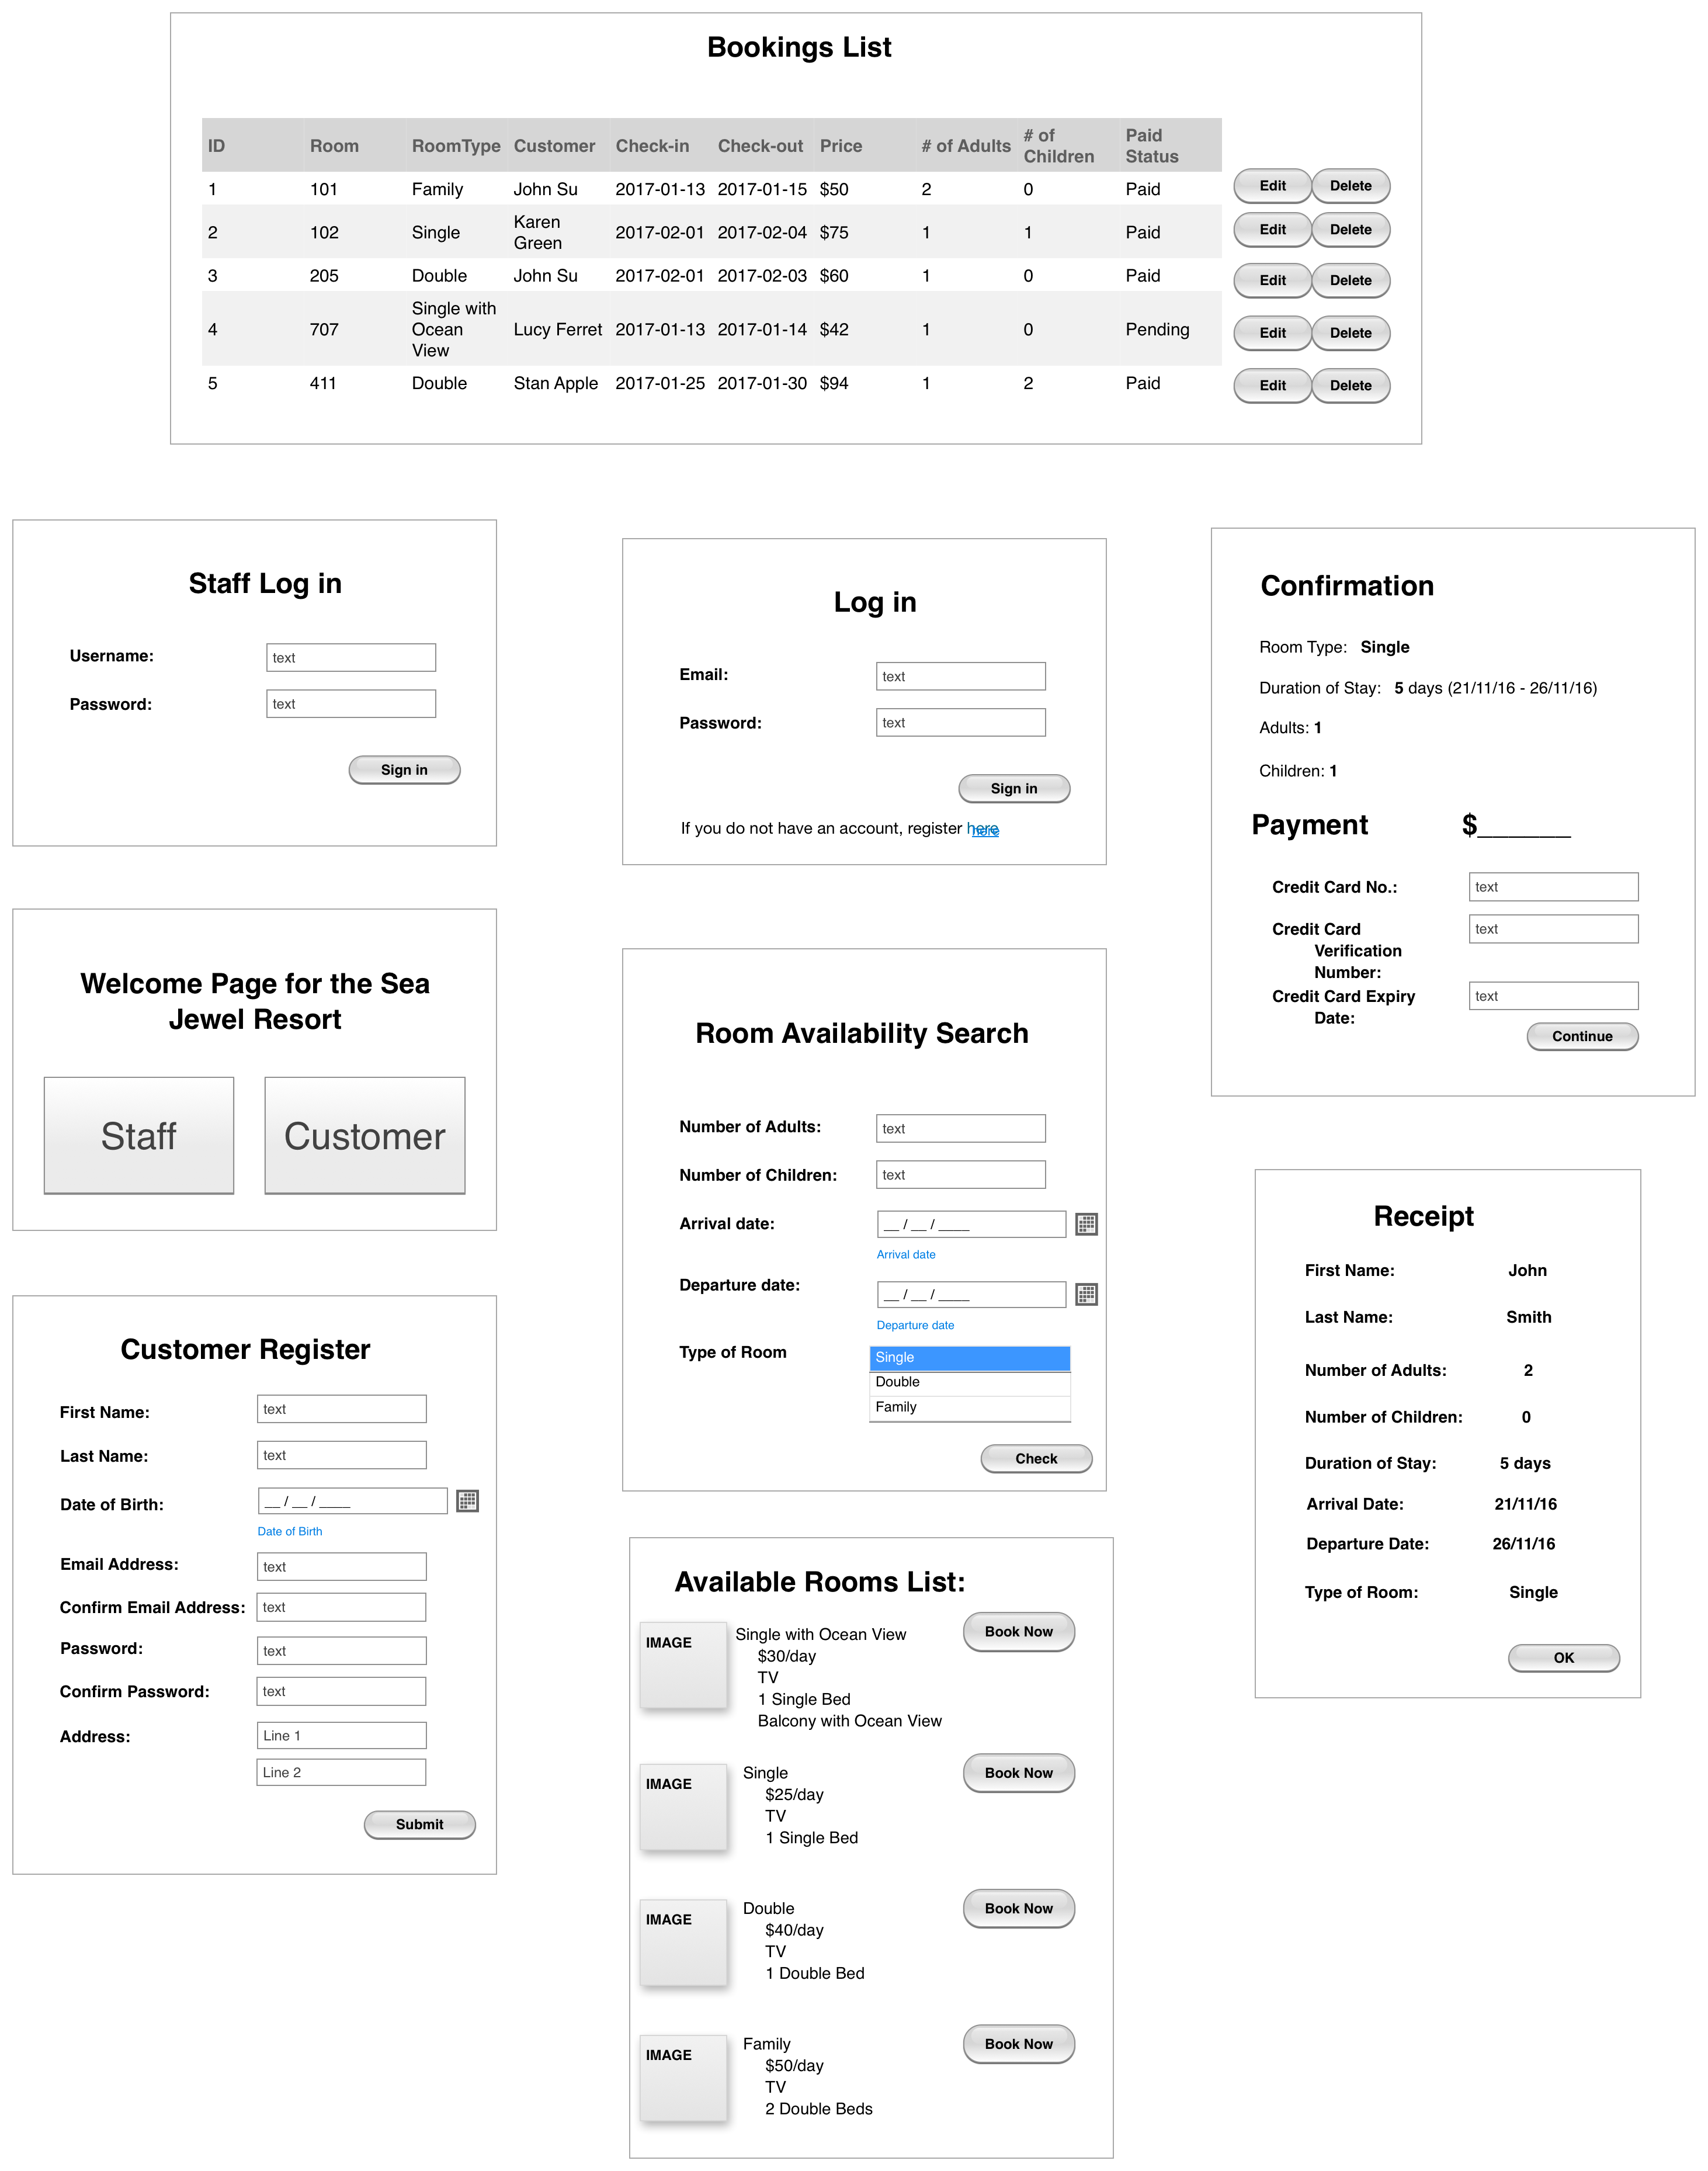 Bookings List
ID Room RoomType Customer Check-in Check-out Price # of Adults # of Children Paid Status
1 101 Family John Su 2017-01-13 2017-01-15 $50 2 0 Paid Edit Delete
2 102 Single Karen Green 2017-02-01 2017-02-04 $75 1 1 Paid Edit Delete
3 205 Double John Su 2017-02-01 2017-02-03 $60 1 0 Paid Edit Delete
4 707 Single with Ocean View Lucy Ferret 2017-01-13 2017-01-14 $42 1 0 Pending Edit Delete
5 411 Double Stan Apple 2017-01-25 2017-01-30 $94 1 2 Paid Edit Delete
Staff Log in
Username: text
Password: text
Sign in
Welcome Page for the Sea
Jewel Resort
Staff Customer
Customer Register
First Name: text
Last Name: text
Date of Birth: __ / __ / ____
Date of Birth
Email Address: text
Confirm Email Address: text
Password: text
Confirm Password: text
Address: Line 1
Line 2
Submit
Log in
Email: text
Password: text
Sign in
If you do not have an account, register here
here
Room Availability Search
Number of Adults: text
Number of Children: text
Arrival date: __ / __ / ____
Arrival date
Departure date: __ / __ / ____
Departure date
Type of Room Single
Double
Family
Check
Available Rooms List:
IMAGE Single with Ocean View Book Now
$30/day
TV
1 Single Bed
Balcony with Ocean View
IMAGE Single Book Now
$25/day
TV
1 Single Bed
IMAGE Double Book Now
$40/day
TV
1 Double Bed
IMAGE Family Book Now
$50/day
TV
2 Double Beds
Confirmation
Room Type: Single
Duration of Stay: 5 days (21/11/16 - 26/11/16)
Adults: 1
Children: 1
Payment $______
Credit Card No.: text
Credit Card text
Verification
Number:
Credit Card Expiry text
Date:
Continue
Receipt
First Name: John
Last Name: Smith
Number of Adults: 2
Number of Children: 0
Duration of Stay: 5 days
Arrival Date: 21/11/16
Departure Date: 26/11/16
Type of Room: Single
OK